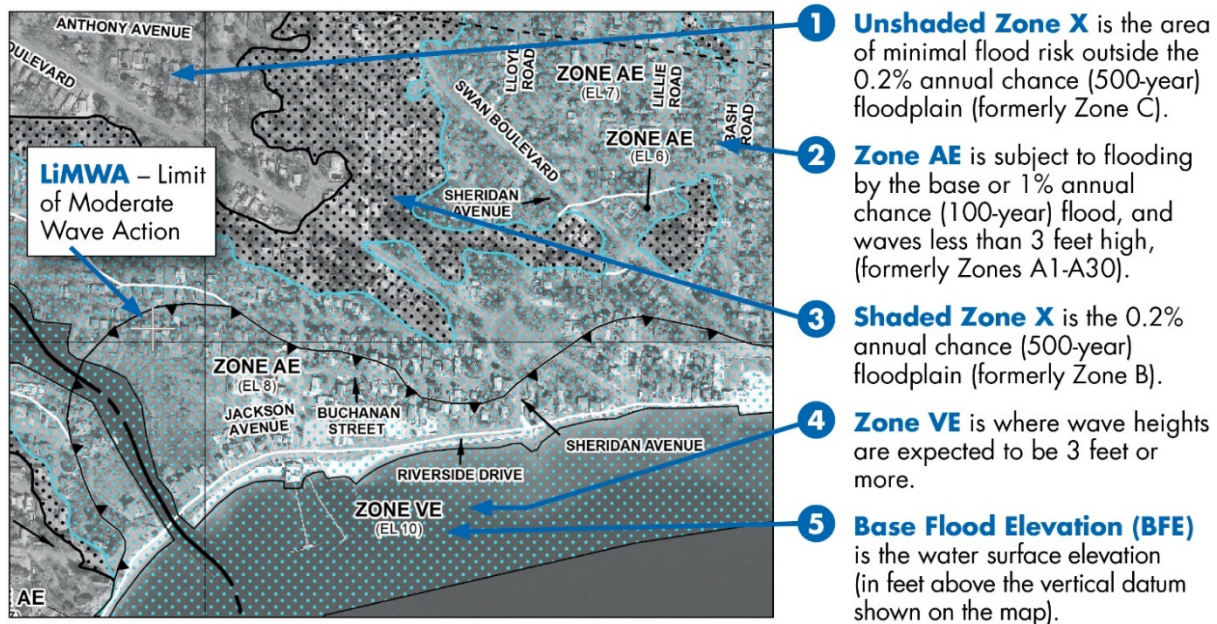 ANTHONY AVENUE
OULEVARD
LiMWA – Limit
of Moderate
Wave Action
LLOYD
ROAD
ZONE AE
(EL 7)
LILLIE
ROAD
SWAN BOULEVARD
ZONE AE
(EL 6)
BASH
ROAD
SHERIDAN
AVENUE
ZONE AE
(EL 8)
JACKSON
AVENUE
BUCHANAN
STREET
SHERIDAN AVENUE
RIVERSIDE DRIVE
ZONE VE
(EL 10)
AE
1 Unshaded Zone X is the area
of minimal flood risk outside the
0.2% annual chance (500-year)
floodplain (formerly Zone C).
2 Zone AE is subject to flooding
by the base or 1% annual
chance (100-year) flood, and
waves less than 3 feet high,
(formerly Zones A1-A30).
3 Shaded Zone X is the 0.2%
annual chance (500-year)
floodplain (formerly Zone B).
4 Zone VE is where wave heights
are expected to be 3 feet or
more.
5 Base Flood Elevation (BFE)
is the water surface elevation
(in feet above the vertical datum
shown on the map).